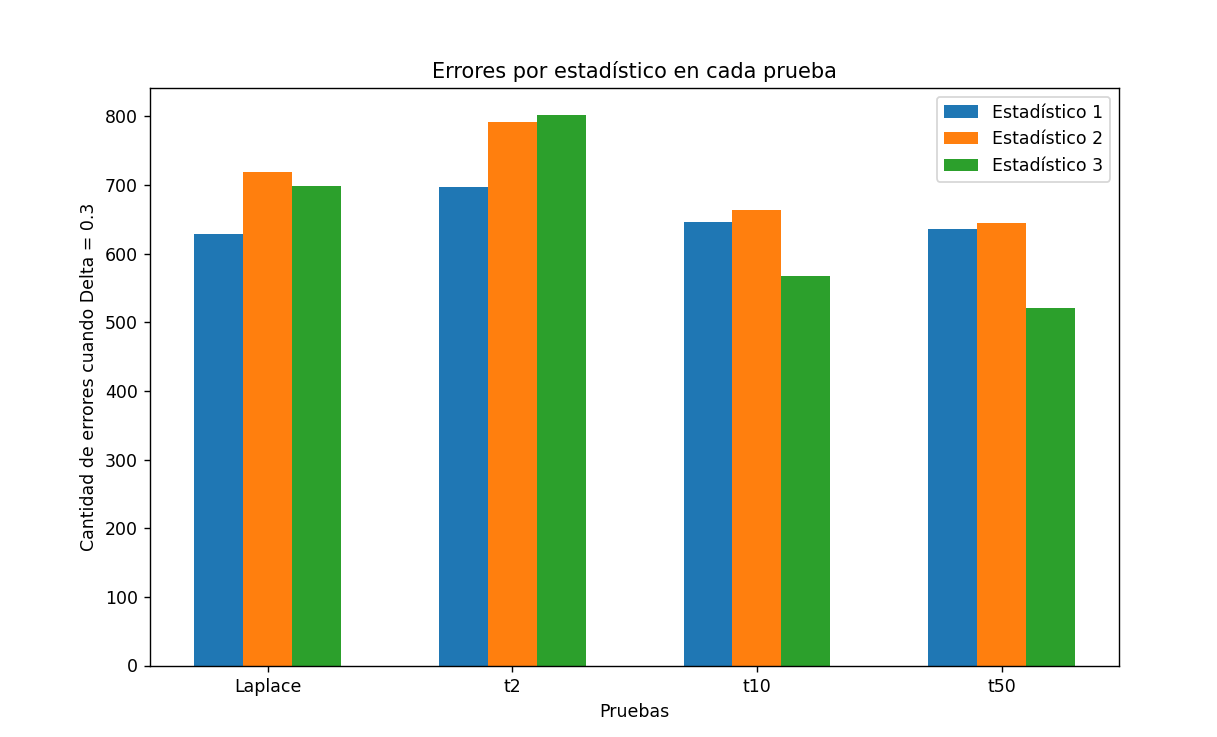 Errores por estadístico en cada prueba
Estadístico 1
Estadístico 2
Estadístico 3
Cantidad de errores cuando Delta = 0.3
800
700
600
500
400
300
200
100
0
Laplace
t2
t10
t50
Pruebas